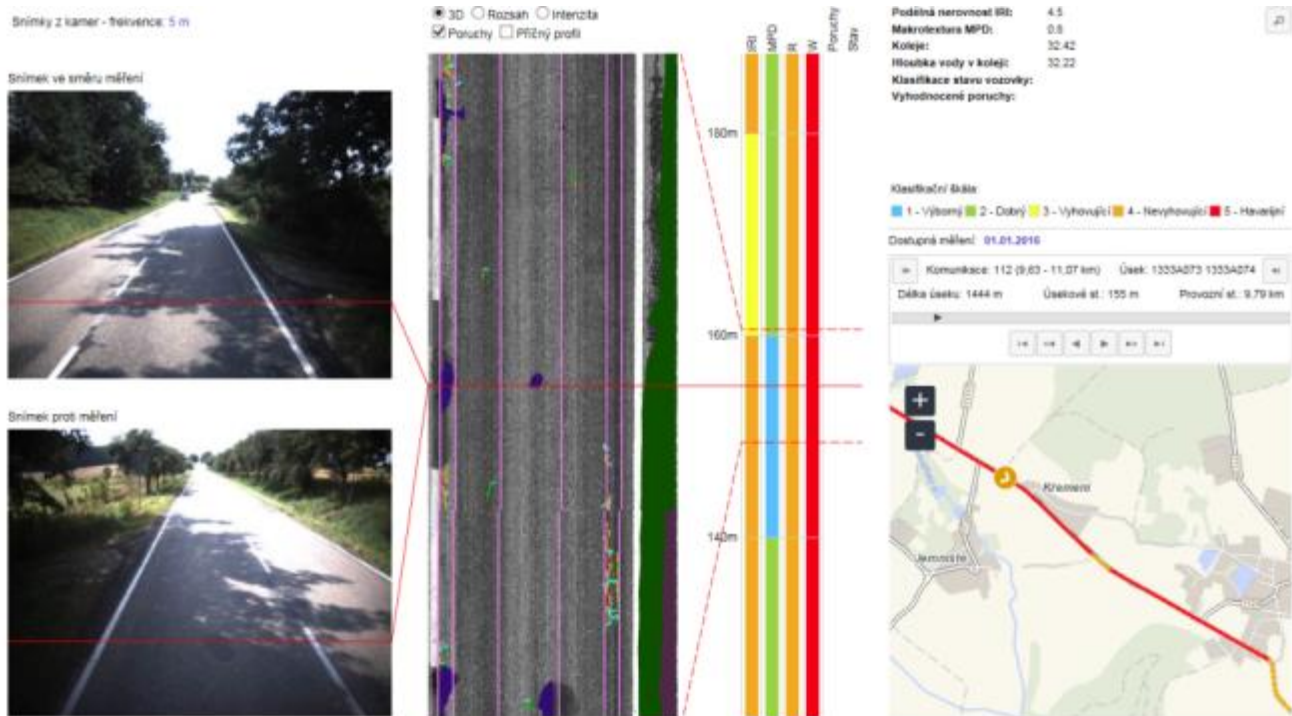 Snímky z kamer - frekvence: 5 m
Snímek ve směru měření
Snímek proti měření
3D Rozsah Intenzita
Poruchy Příčný profil
IRI
MPD
R
W
Poruchy
Stav
180m
160m
140m
Podélná nerovnost IRI: 4.5
Makrotextura MPD: 0.8
Koleje: 32.42
Hloubka vody v koleji: 32.22
Klasifikace stavu vozovky:
Vyhodnocené poruchy:
Klasifikační škála
1 - Výborný 2 - Dobrý 3 - Vyhovující 4 - Nevyhovující 5 - Havarijní
Dostupná měření: 01.01.2016
Komunikace: 112 (9,63 - 11,07 km) Úsek: 1333A073 1333A074
Délka úseku: 1444 m Úsekové st.: 155 m Provozní st.: 9,79 km
+
-
Jemniště